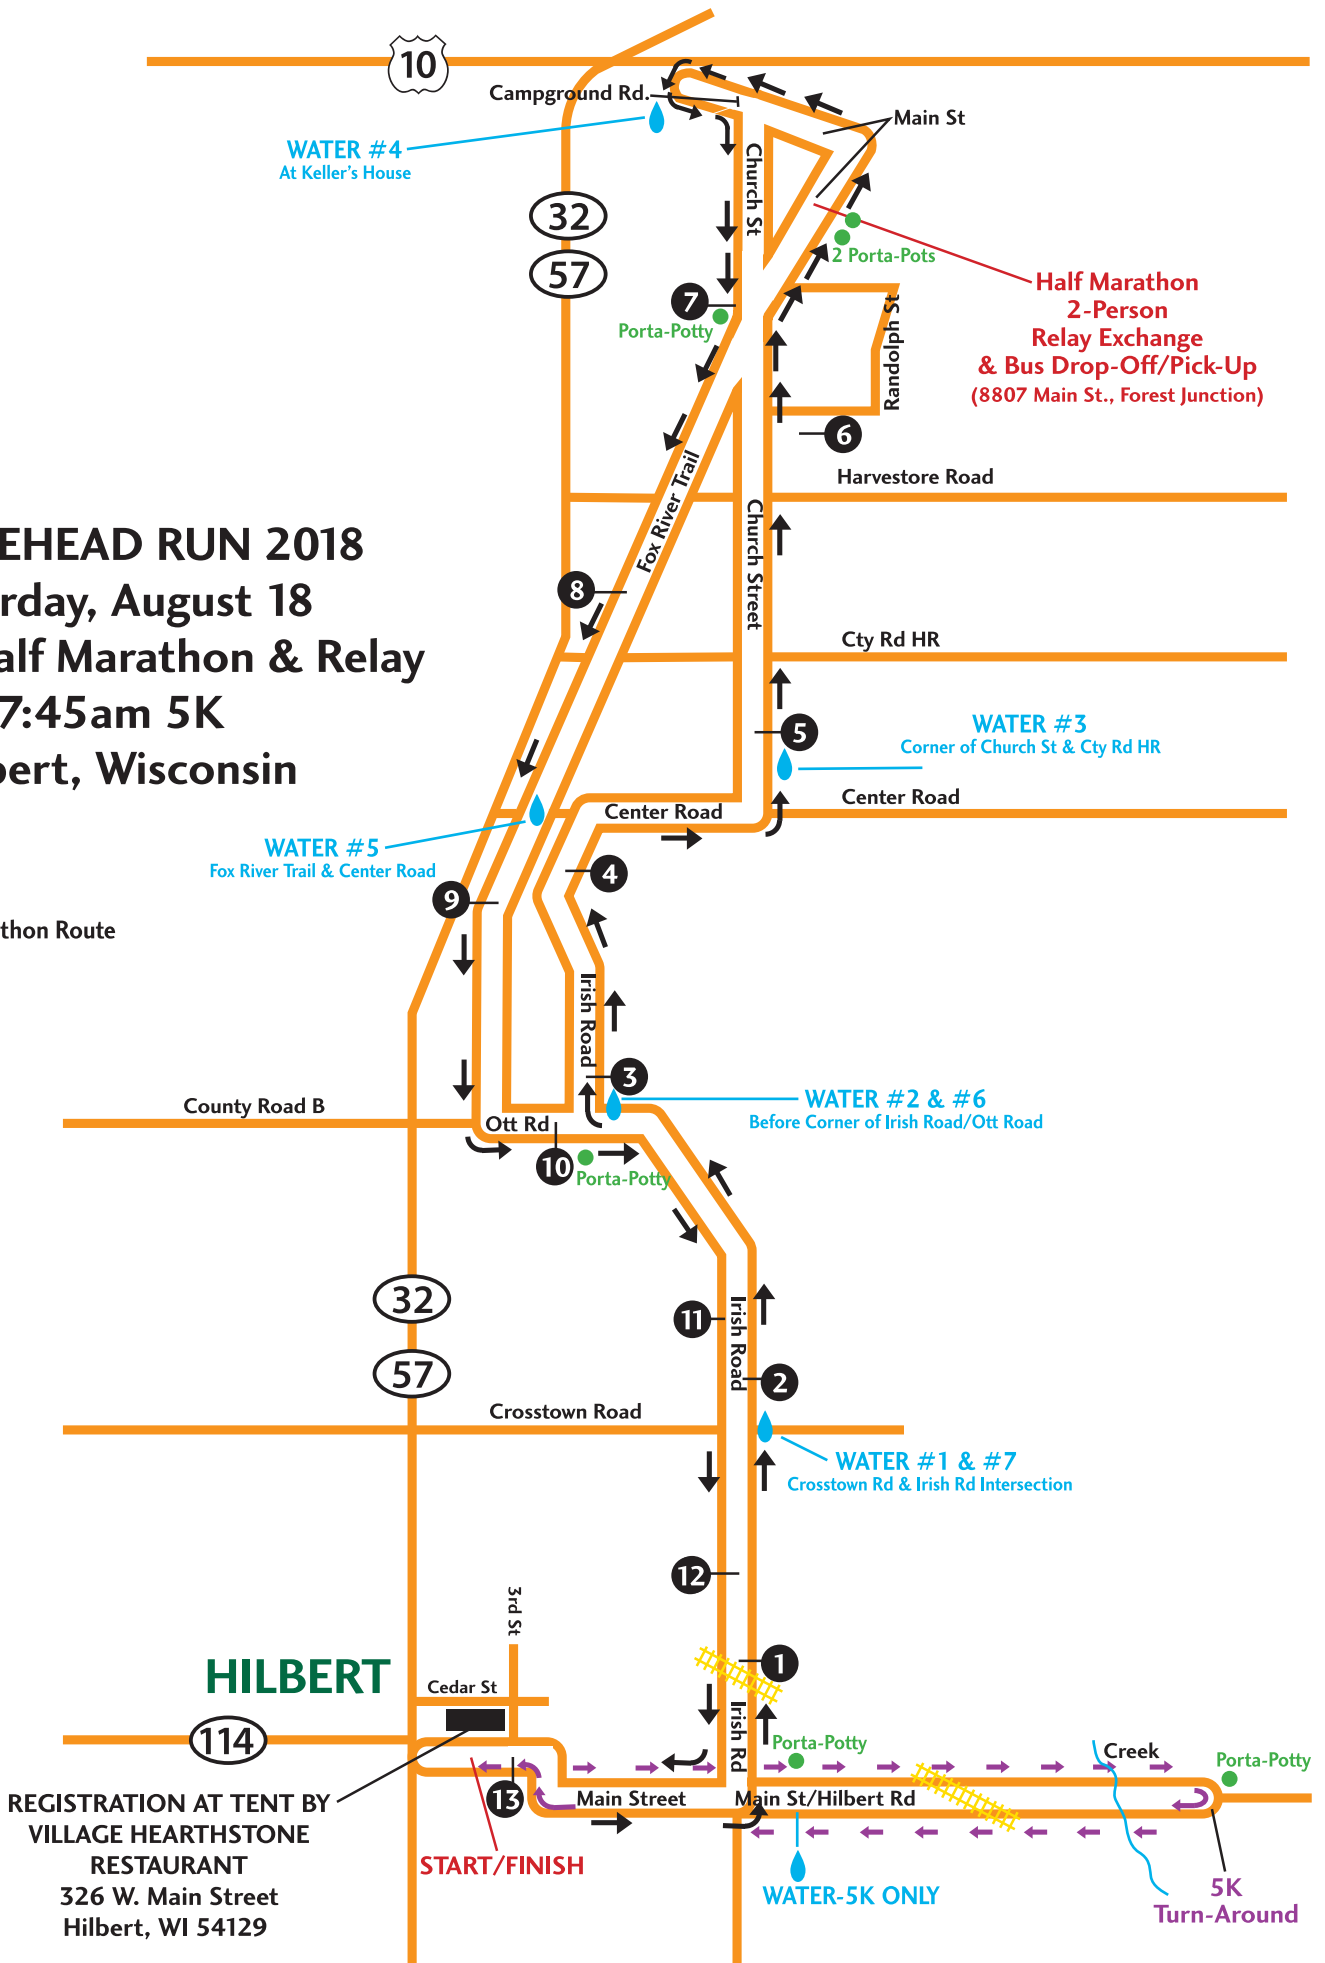 10
Campground Rd.
Main St
WATER #4
At Keller's House
Church St
32
57
2 Porta-Pots
Half Marathon
2-Person
Relay Exchange
& Bus Drop-Off/Pick-Up
(8807 Main St., Forest Junction)
7
Porta-Potty
Randolph St
6
Harvestore Road
Fox River Trail
Church Street
EHEAD RUN 2018
rday, August 18
alf Marathon & Relay
7:45am 5K
bert, Wisconsin
8
Cty Rd HR
5
WATER #3
Corner of Church St & Cty Rd HR
Center Road
Center Road
WATER #5
Fox River Trail & Center Road
4
9
thon Route
Irish Road
3
WATER #2 & #6
Before Corner of Irish Road/Ott Road
County Road B
Ott Rd
10
Porta-Potty
32
57
11
Irish Road
2
Crosstown Road
WATER #1 & #7
Crosstown Rd & Irish Rd Intersection
12
3rd St
1
HILBERT
Cedar St
114
Irish Rd
Porta-Potty
Creek
Porta-Potty
13
Main Street
Main St/Hilbert Rd
REGISTRATION AT TENT BY
VILLAGE HEARTHSTONE
RESTAURANT
326 W. Main Street
Hilbert, WI 54129
START/FINISH
WATER-5K ONLY
5K
Turn-Around